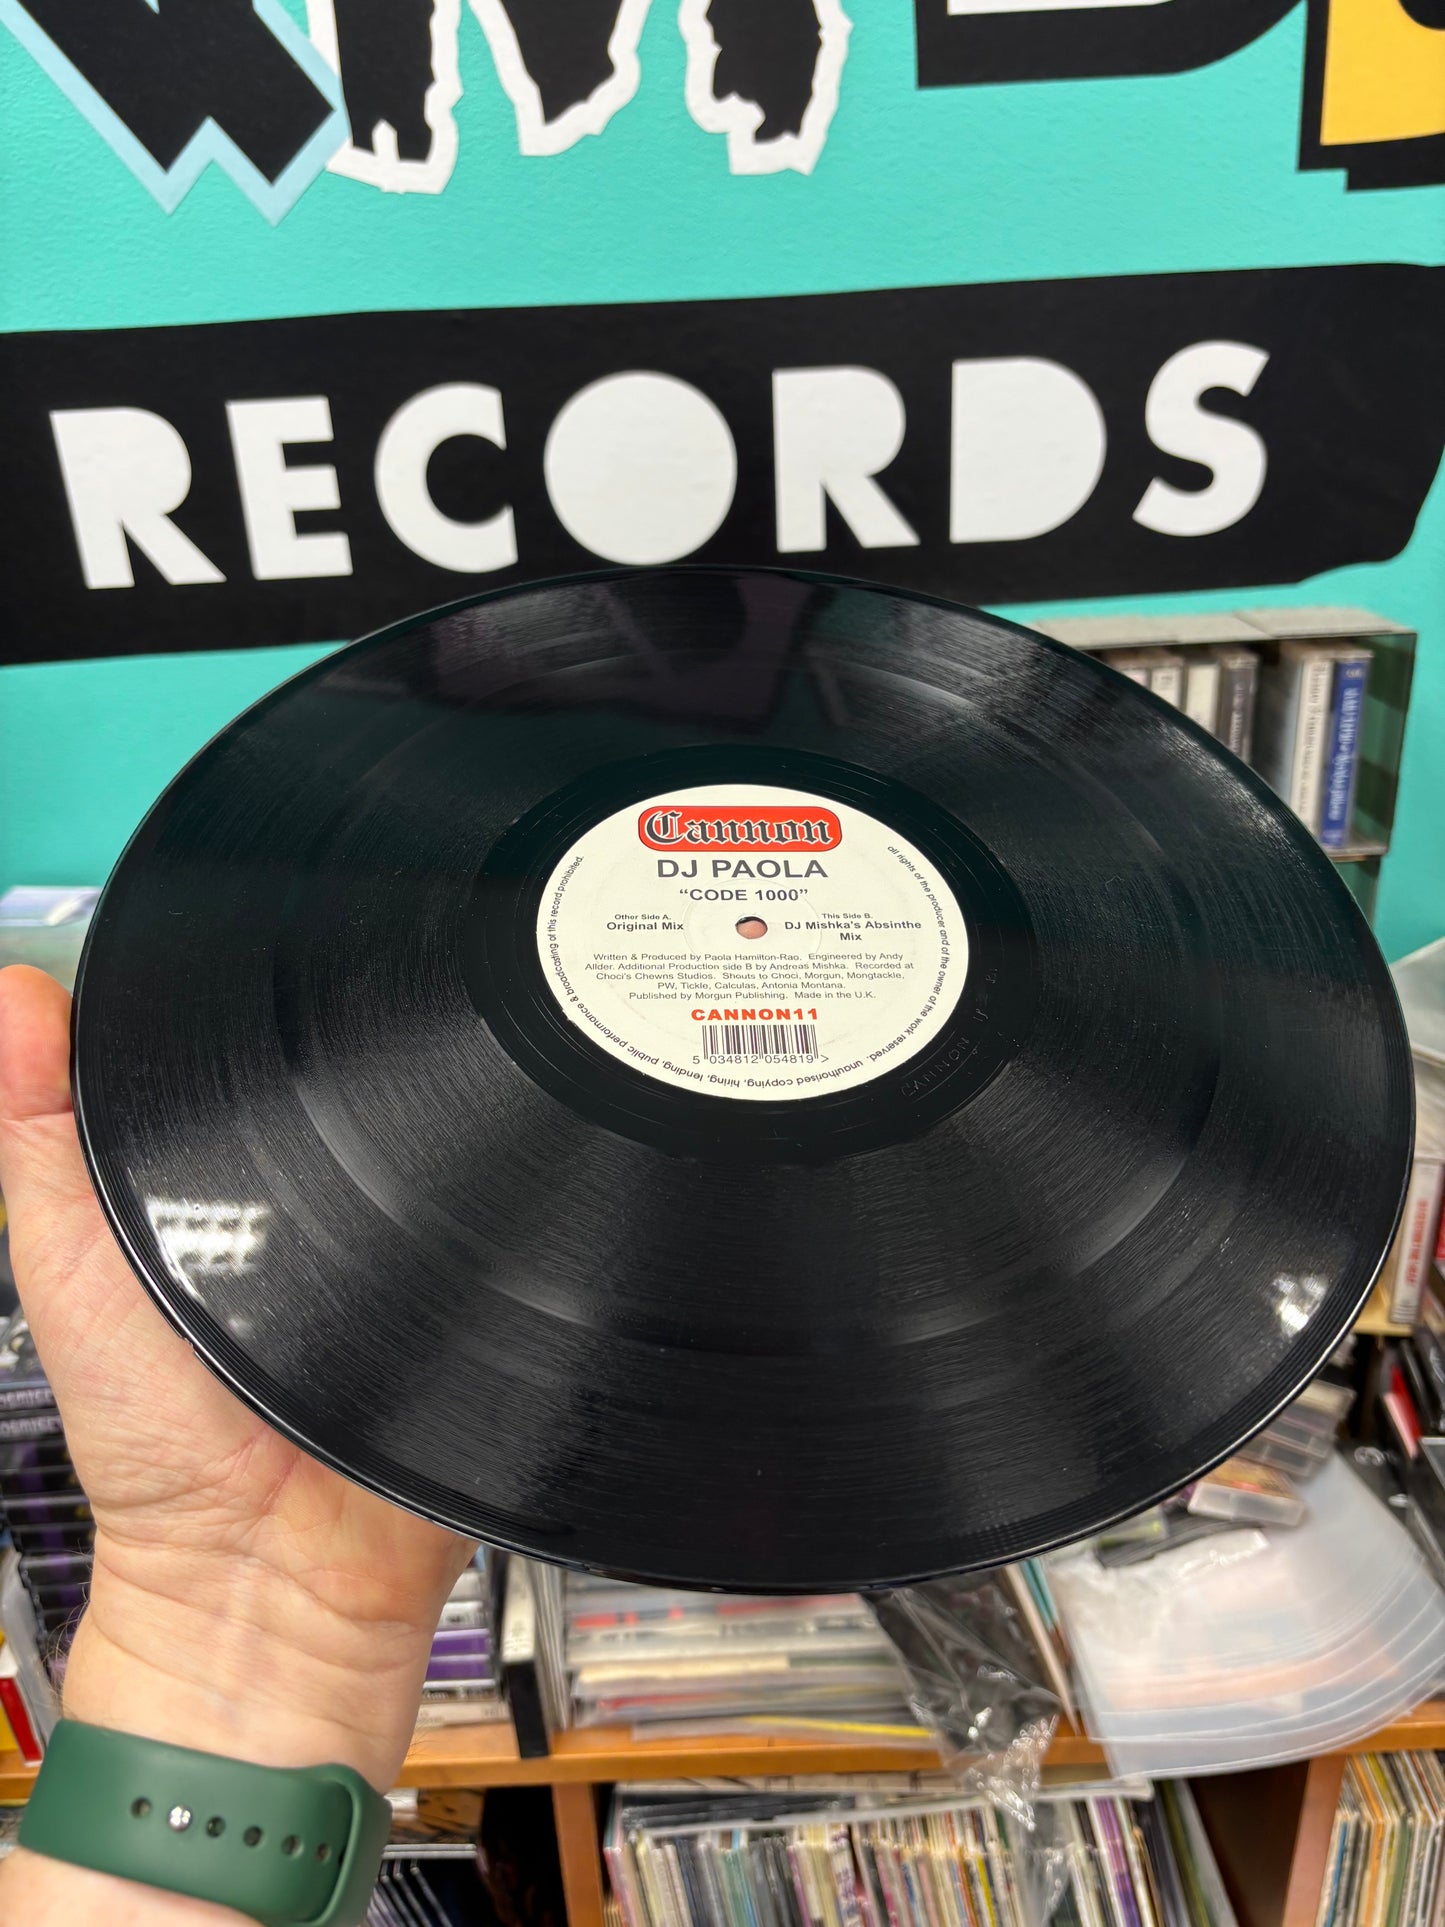 RECORDS
Cannon
DJ PAOLA
“CODE 1000”
Other Side A.
Original Mix
This Side B.
DJ Mishka's Absinthe
Mix
Written & Produced by Paola Hamilton-Rao. Engineered by Andy
Allder. Additional Production side B by Andreas Mishka. Recorded at
Choci's Chewns Studios. Shouts to Choci, Morgun, Mongtackle,
PW, Tickle, Calculas, Antonia Montana.
Published by Morgun Publishing. Made in the U.K.
CANNON11
5 034812 054819 >
all rights of the producer and of the owner of the work reserved. unauthorised copying, hiring, lending, public performance & broadcasting of this record prohibited.
CANNON